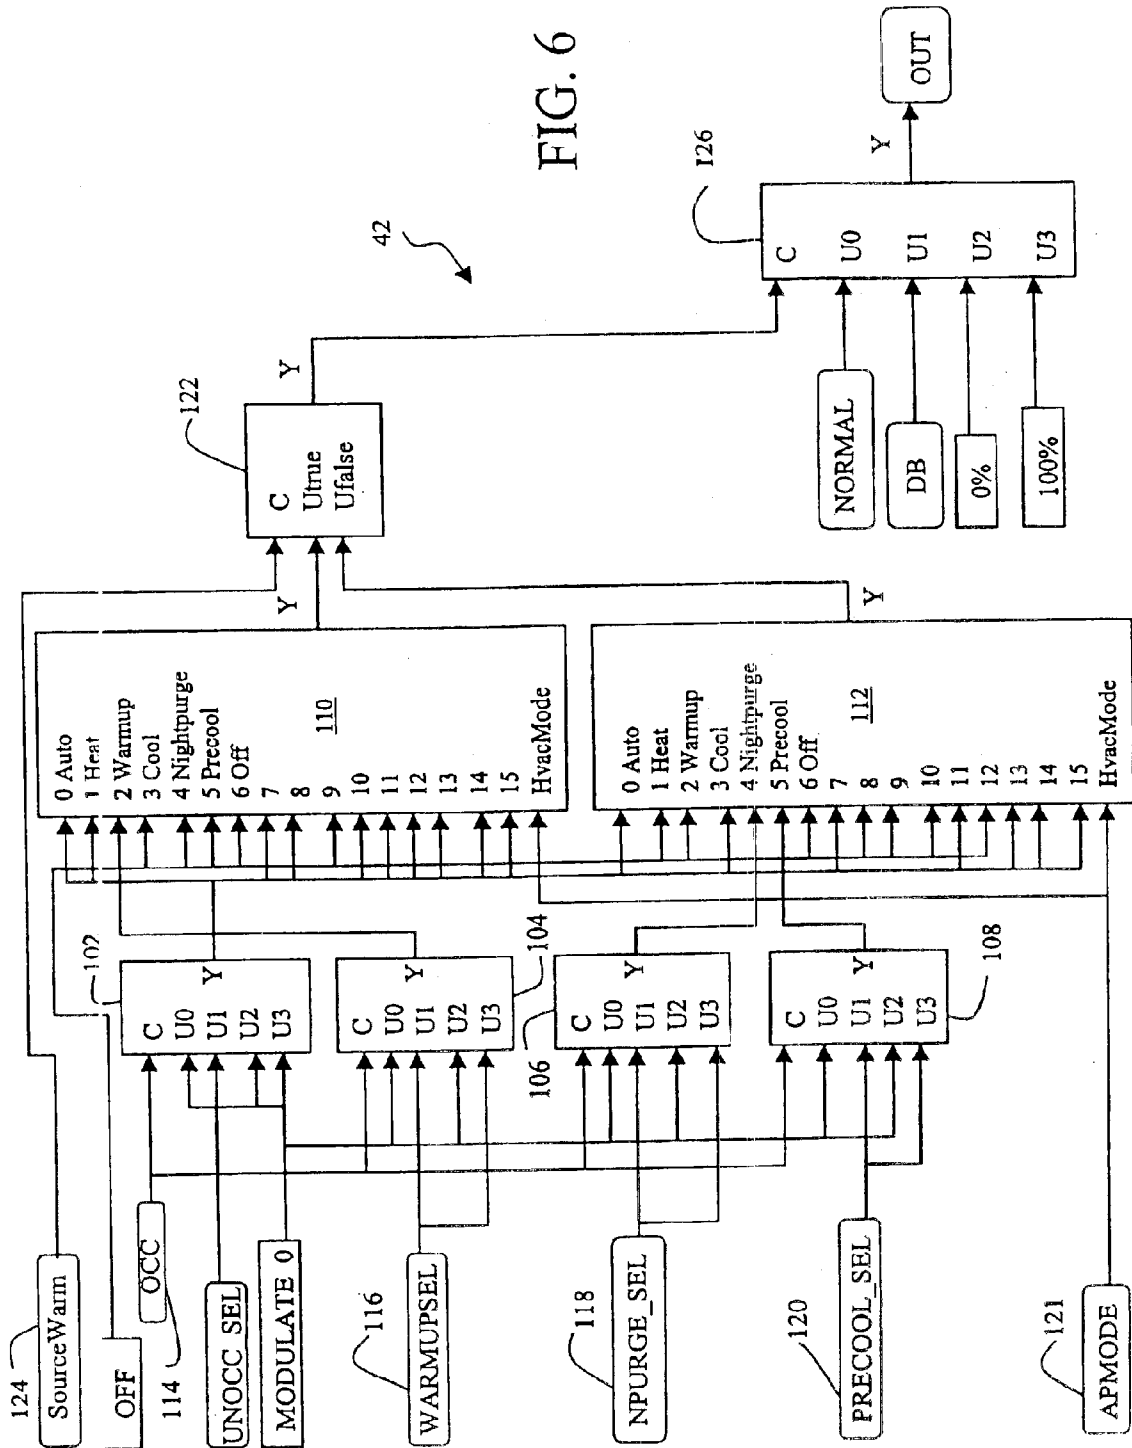 FIG. 6
42
124
SourceWarm
OFF
OCC
114
UNOCC SEL
MODULATE 0
116
WARMUPSEL
118
NPURGE_SEL
120
PRECOOL_SEL
121
APMODE
102
C
U0
U1
U2
U3
Y
104
C
U0
U1
U2
U3
Y
106
C
U0
U1
U2
U3
Y
108
C
U0
U1
U2
U3
Y
0 Auto
1 Heat
2 Warmup
3 Cool
4 Nightpurge
5 Precool
6 Off
7
8
9
10
11
12
13
14
15
HvacMode
110
Y
0 Auto
1 Heat
2 Warmup
3 Cool
4 Nightpurge
5 Precool
6 Off
7
8
9
10
11
12
13
14
15
HvacMode
112
Y
122
C
Utrue
Ufalse
Y
NORMAL
DB
0%
100%
126
C
U0
U1
U2
U3
Y
OUT